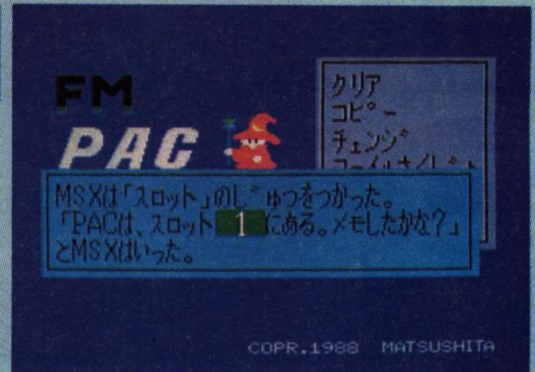 FM
PAC
クリア
コピー
チェンジ
MSXは「スロット」のじゅつをつかった。
「PACは、スロット 1 にある。メモしたかな?」
とMSXはいった。
COPR.1988 MATSUSHITA